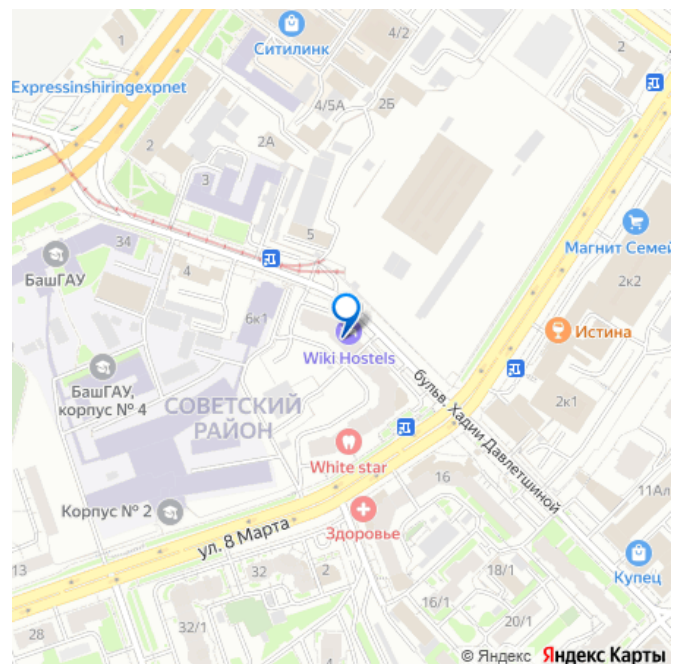 4/2
1
Ситилинк
2
Expressinshiringexpnet
4/5А
2Б
2А
2
3
Магнит Семей
34
5
БашГАУ
4
2к2
6к1
Истина
Wiki Hostels
БашГАУ,
корпус № 4
СОВЕТСКИЙ
РАЙОН
бульв. Хадии Давлетшиной
2к1
White star
16
11Ал
Корпус № 2
ул. 8 Марта
Здоровье
13
32
2
18/1
Купец
16/1
20/1
28
32/1
© Яндекс Яндекс Карты